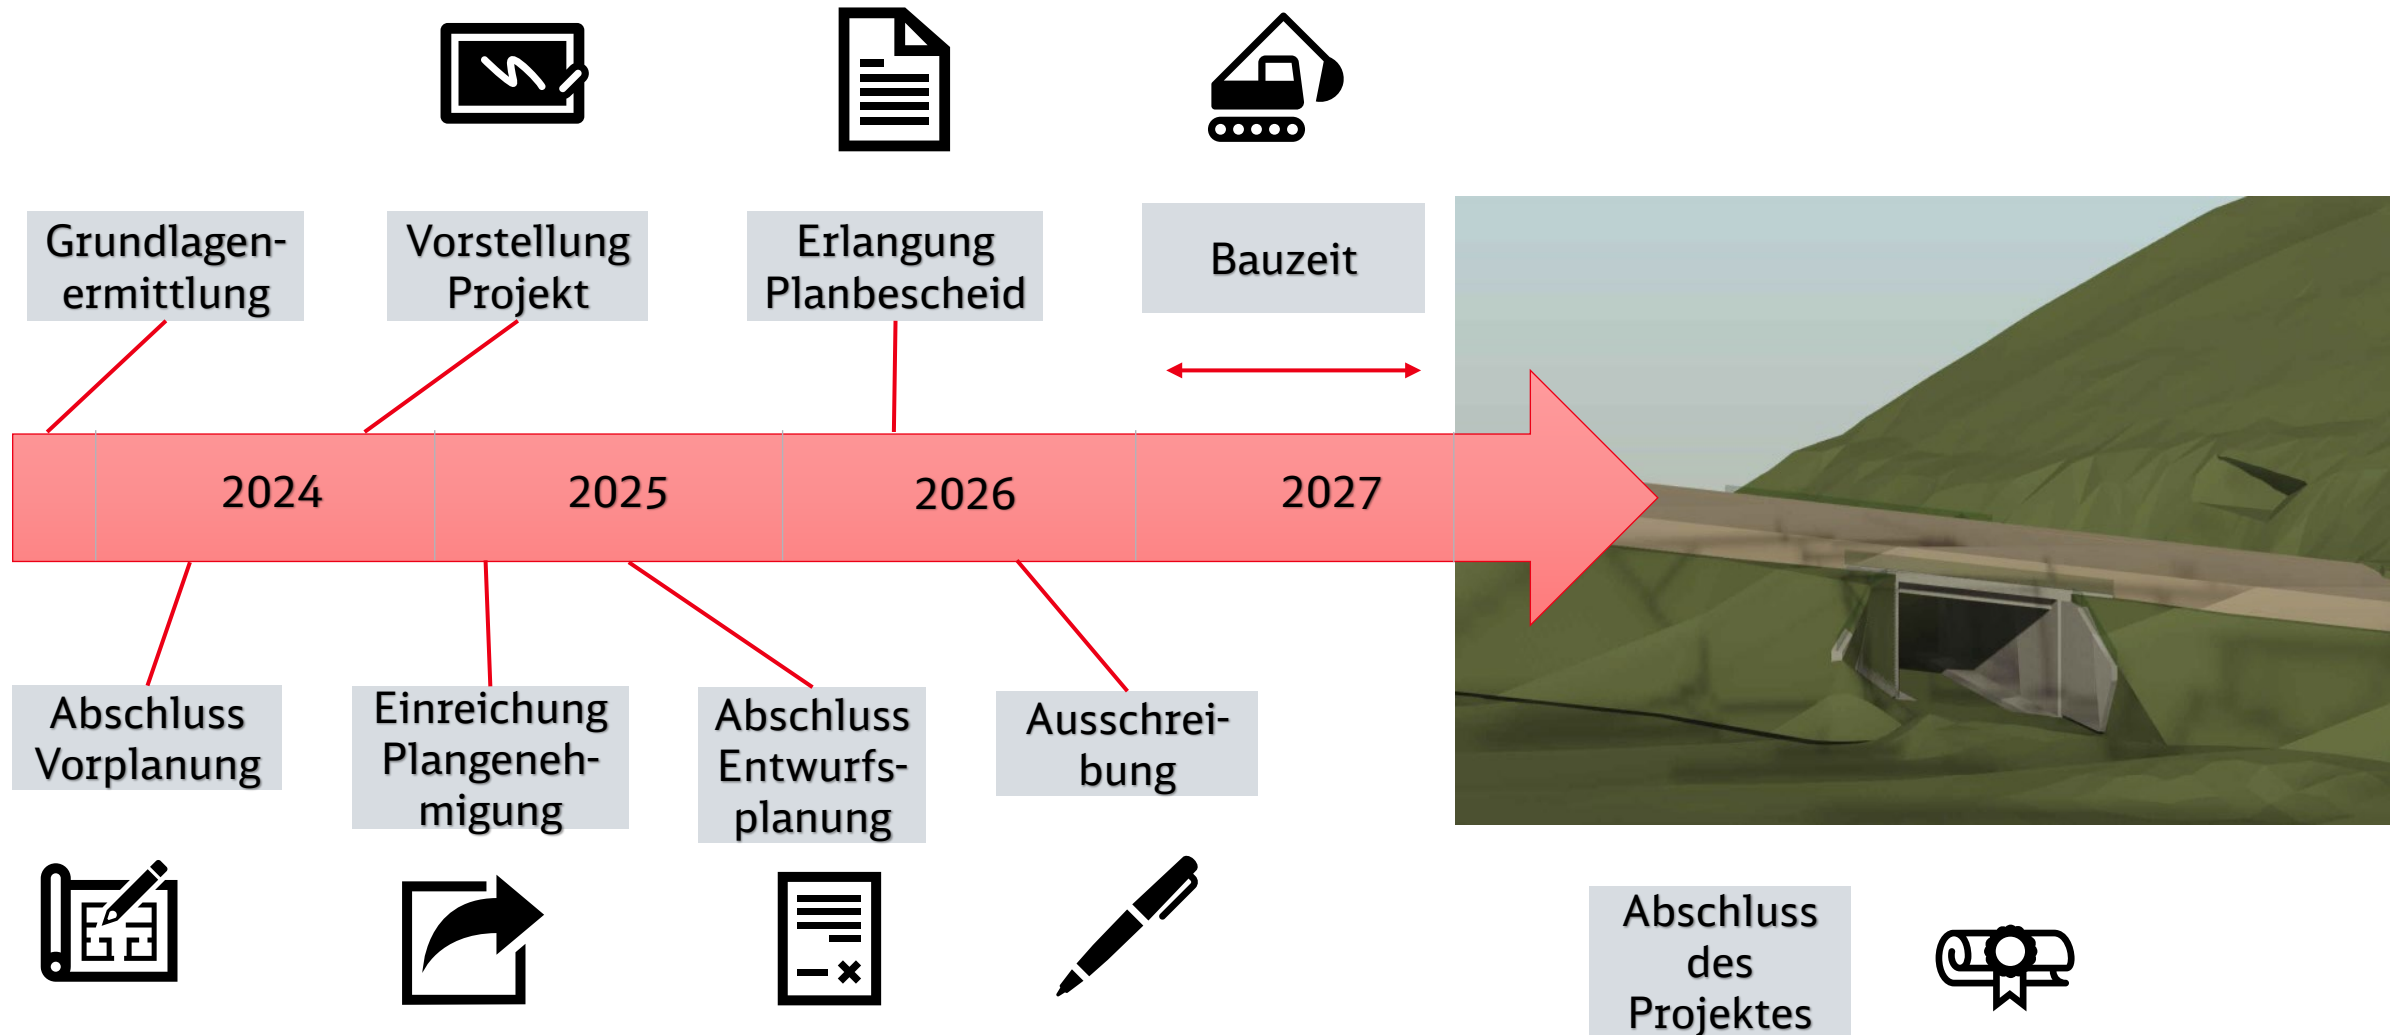 Grundlagen-
ermittlung
Vorstellung
Projekt
Erlangung
Planbescheid
Bauzeit
2024
2025
2026
2027
Abschluss
Vorplanung
Einreichung
Plangeneh-
migung
Abschluss
Entwurfs-
planung
Ausschrei-
bung
Abschluss
des
Projektes